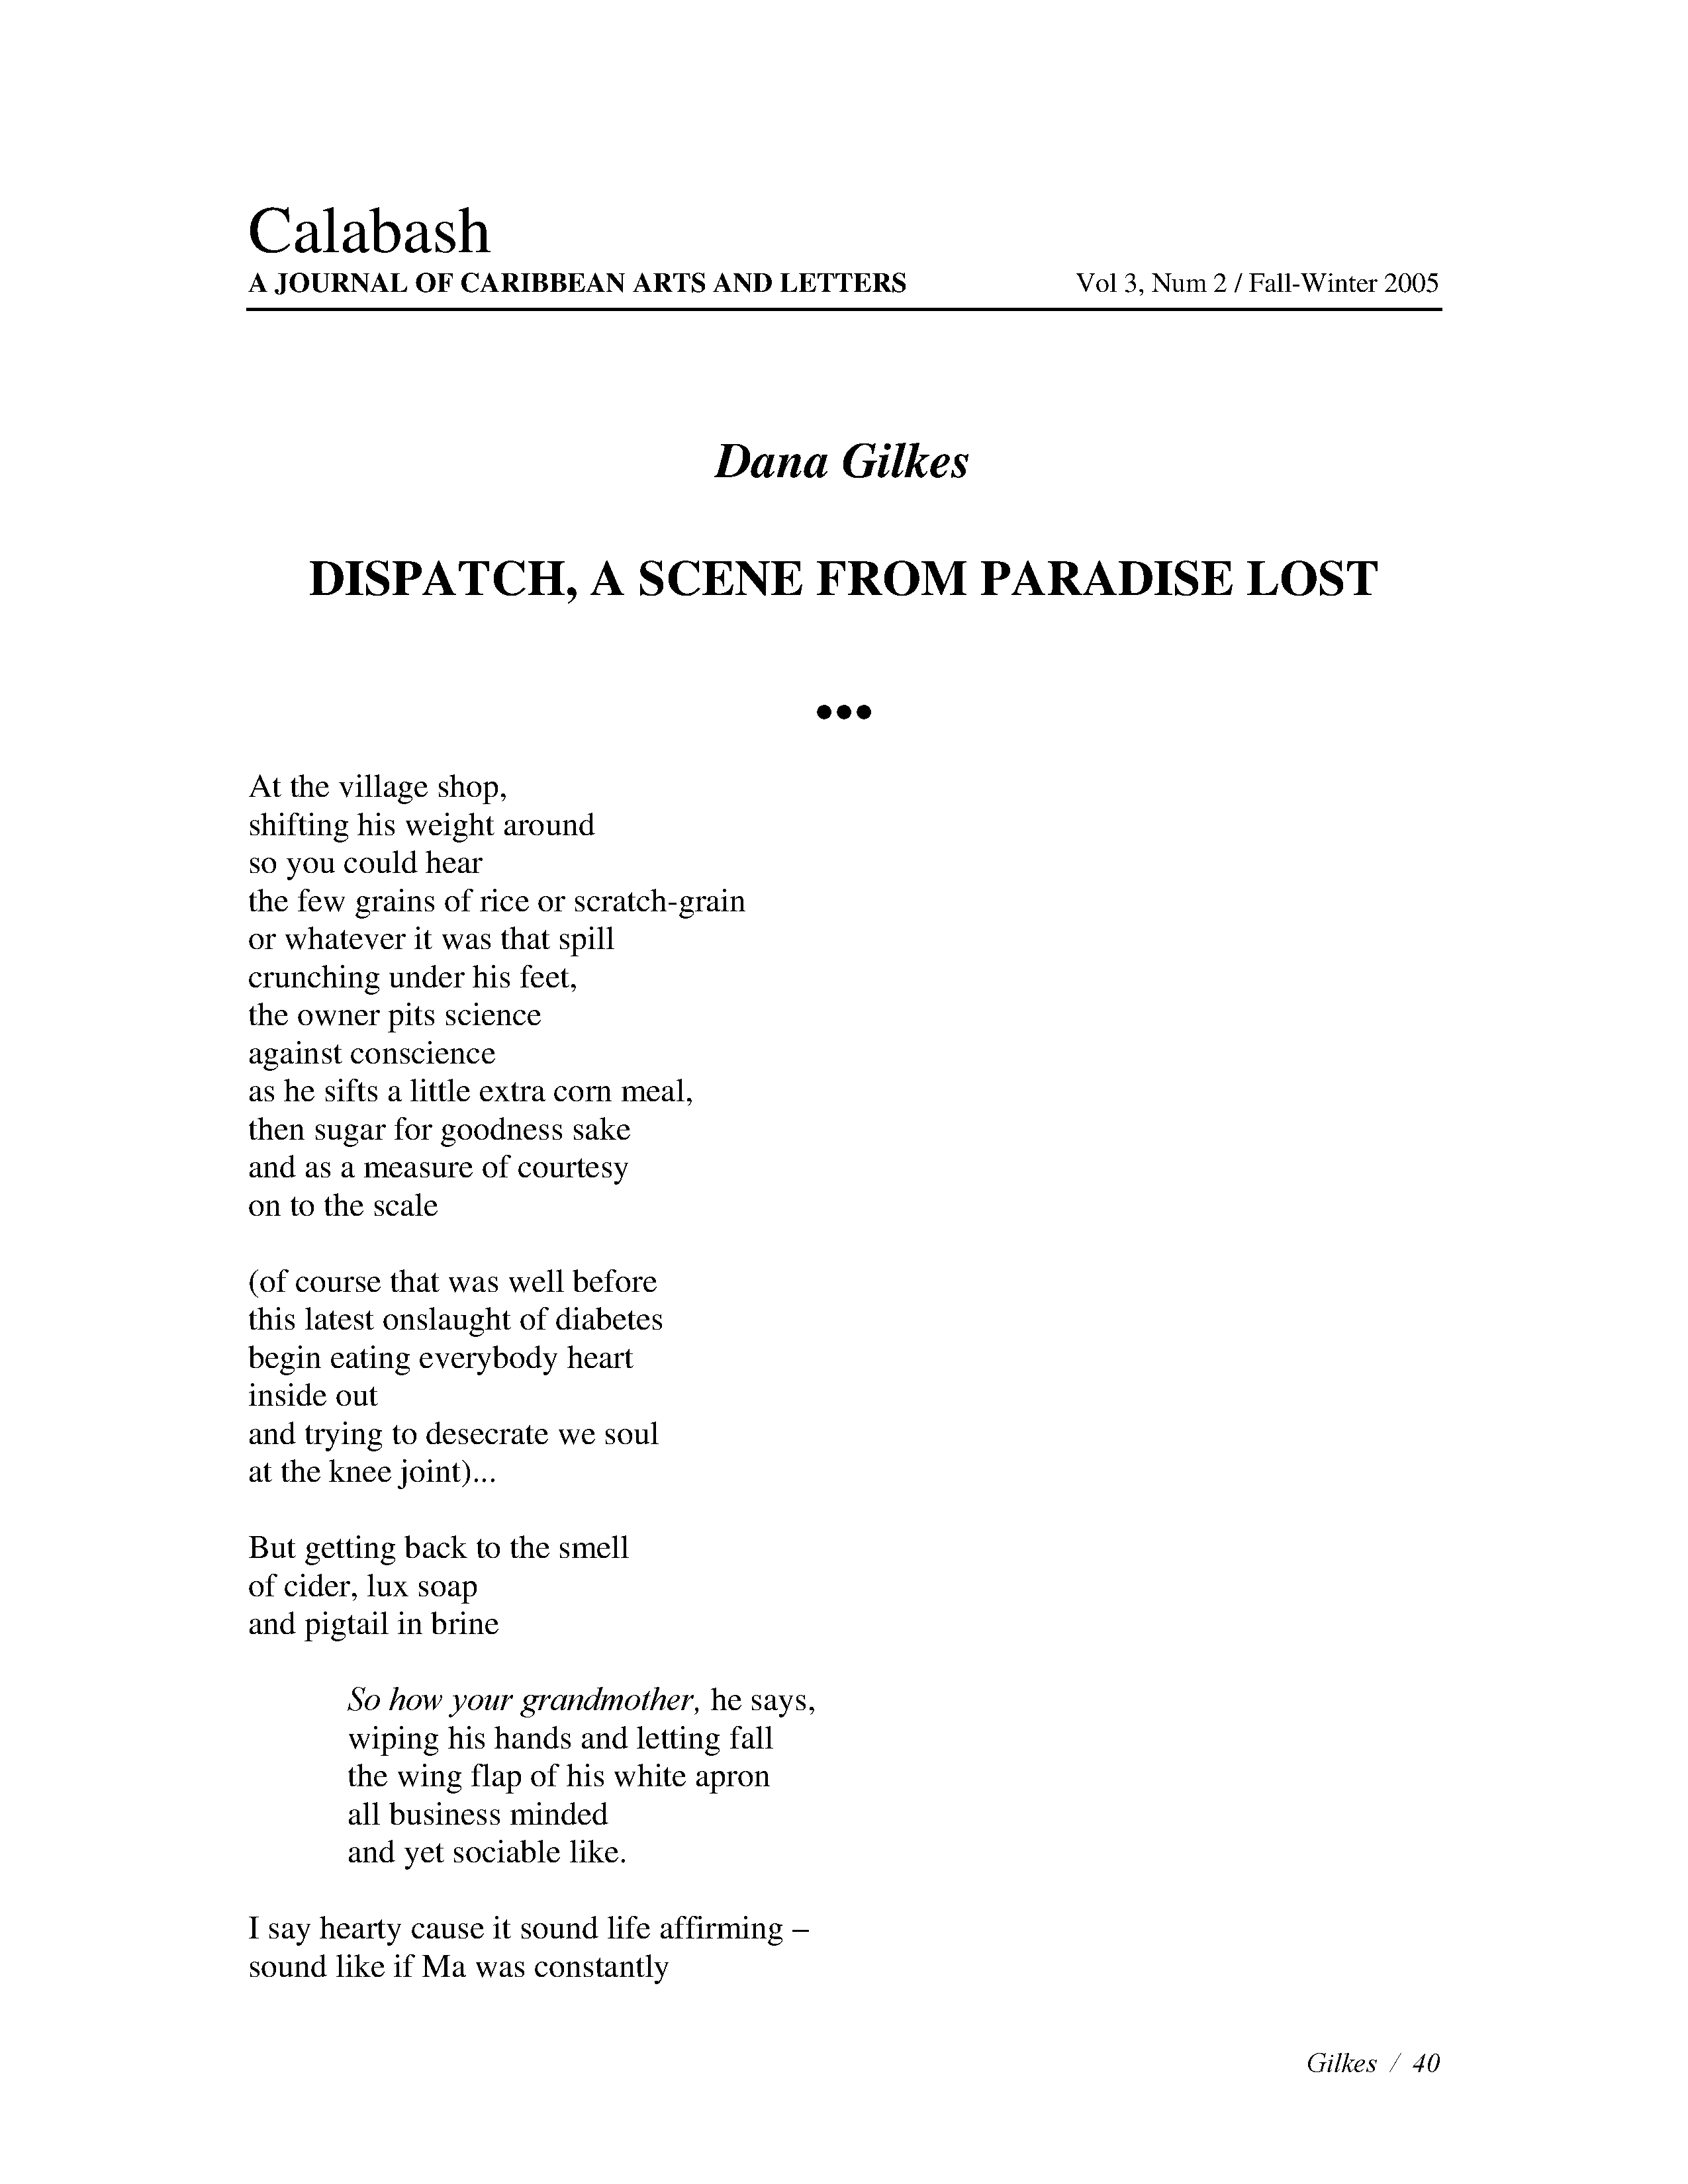 Calabash
A JOURNAL OF CARIBBEAN ARTS AND LETTERS Vol 3, Num 2 / Fall-Winter 2005
Dana Gilkes
DISPATCH, A SCENE FROM PARADISE LOST
•••
At the village shop,
shifting his weight around
so you could hear
the few grains of rice or scratch-grain
or whatever it was that spill
crunching under his feet,
the owner pits science
against conscience
as he sifts a little extra corn meal,
then sugar for goodness sake
and as a measure of courtesy
on to the scale
(of course that was well before
this latest onslaught of diabetes
begin eating everybody heart
inside out
and trying to desecrate we soul
at the knee joint)...
But getting back to the smell
of cider, lux soap
and pigtail in brine
So how your grandmother, he says,
wiping his hands and letting fall
the wing flap of his white apron
all business minded
and yet sociable like.
I say hearty cause it sound life affirming –
sound like if Ma was constantly
Gilkes / 40